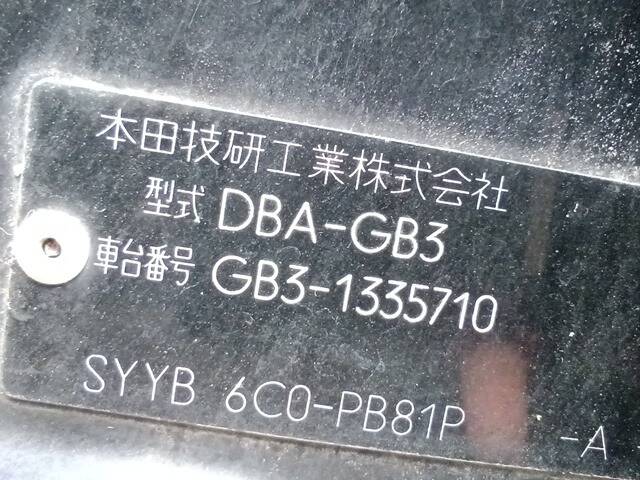 本田技研工業株式会社
型式 DBA-GB3
車台番号 GB3-1335710
SYYB 6C0-PB81P -A -